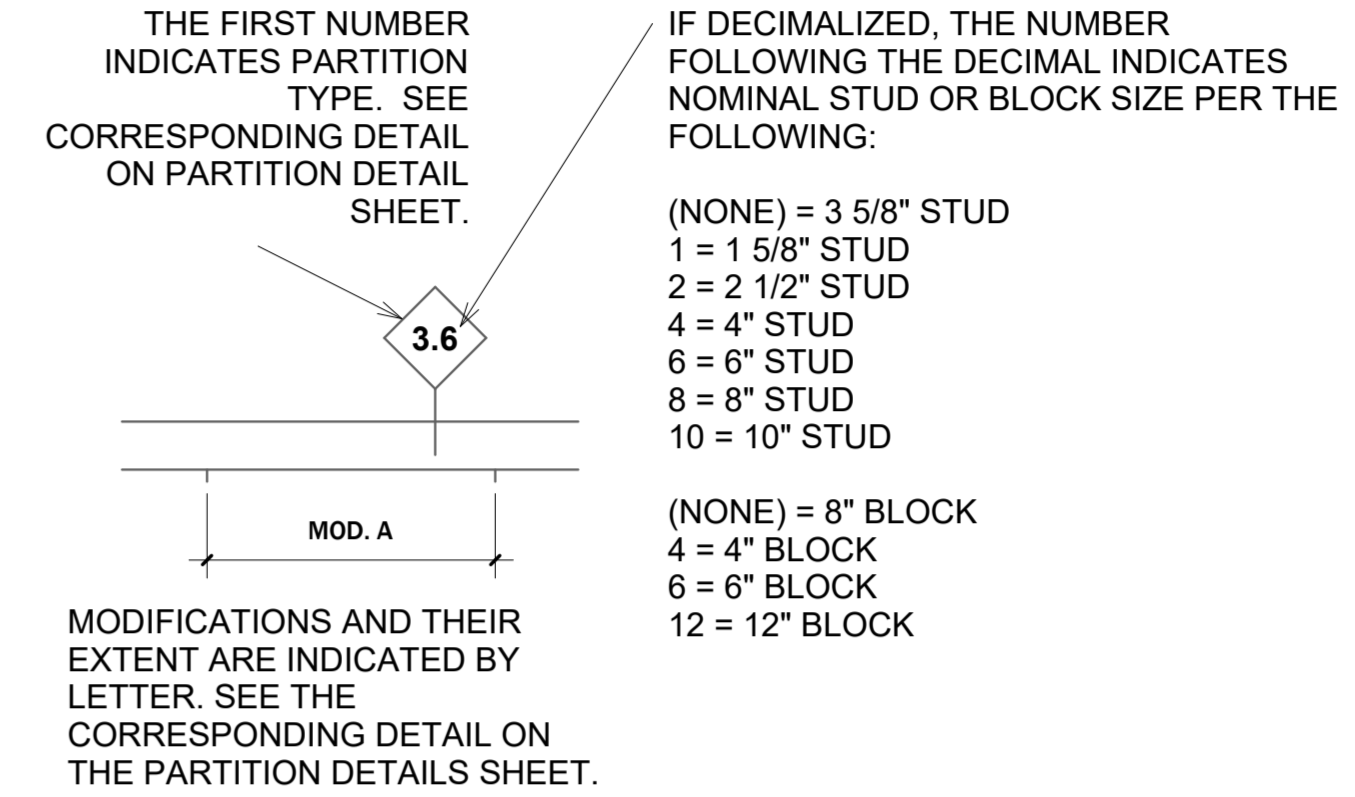 THE FIRST NUMBER
INDICATES PARTITION
TYPE. SEE
CORRESPONDING DETAIL
ON PARTITION DETAIL
SHEET.
IF DECIMALIZED, THE NUMBER
FOLLOWING THE DECIMAL INDICATES
NOMINAL STUD OR BLOCK SIZE PER THE
FOLLOWING:
(NONE) = 3 5/8" STUD
1 = 1 5/8" STUD
2 = 2 1/2" STUD
4 = 4" STUD
6 = 6" STUD
8 = 8" STUD
10 = 10" STUD
(NONE) = 8" BLOCK
4 = 4" BLOCK
6 = 6" BLOCK
12 = 12" BLOCK
3.6
MOD. A
MODIFICATIONS AND THEIR
EXTENT ARE INDICATED BY
LETTER. SEE THE
CORRESPONDING DETAIL ON
THE PARTITION DETAILS SHEET.